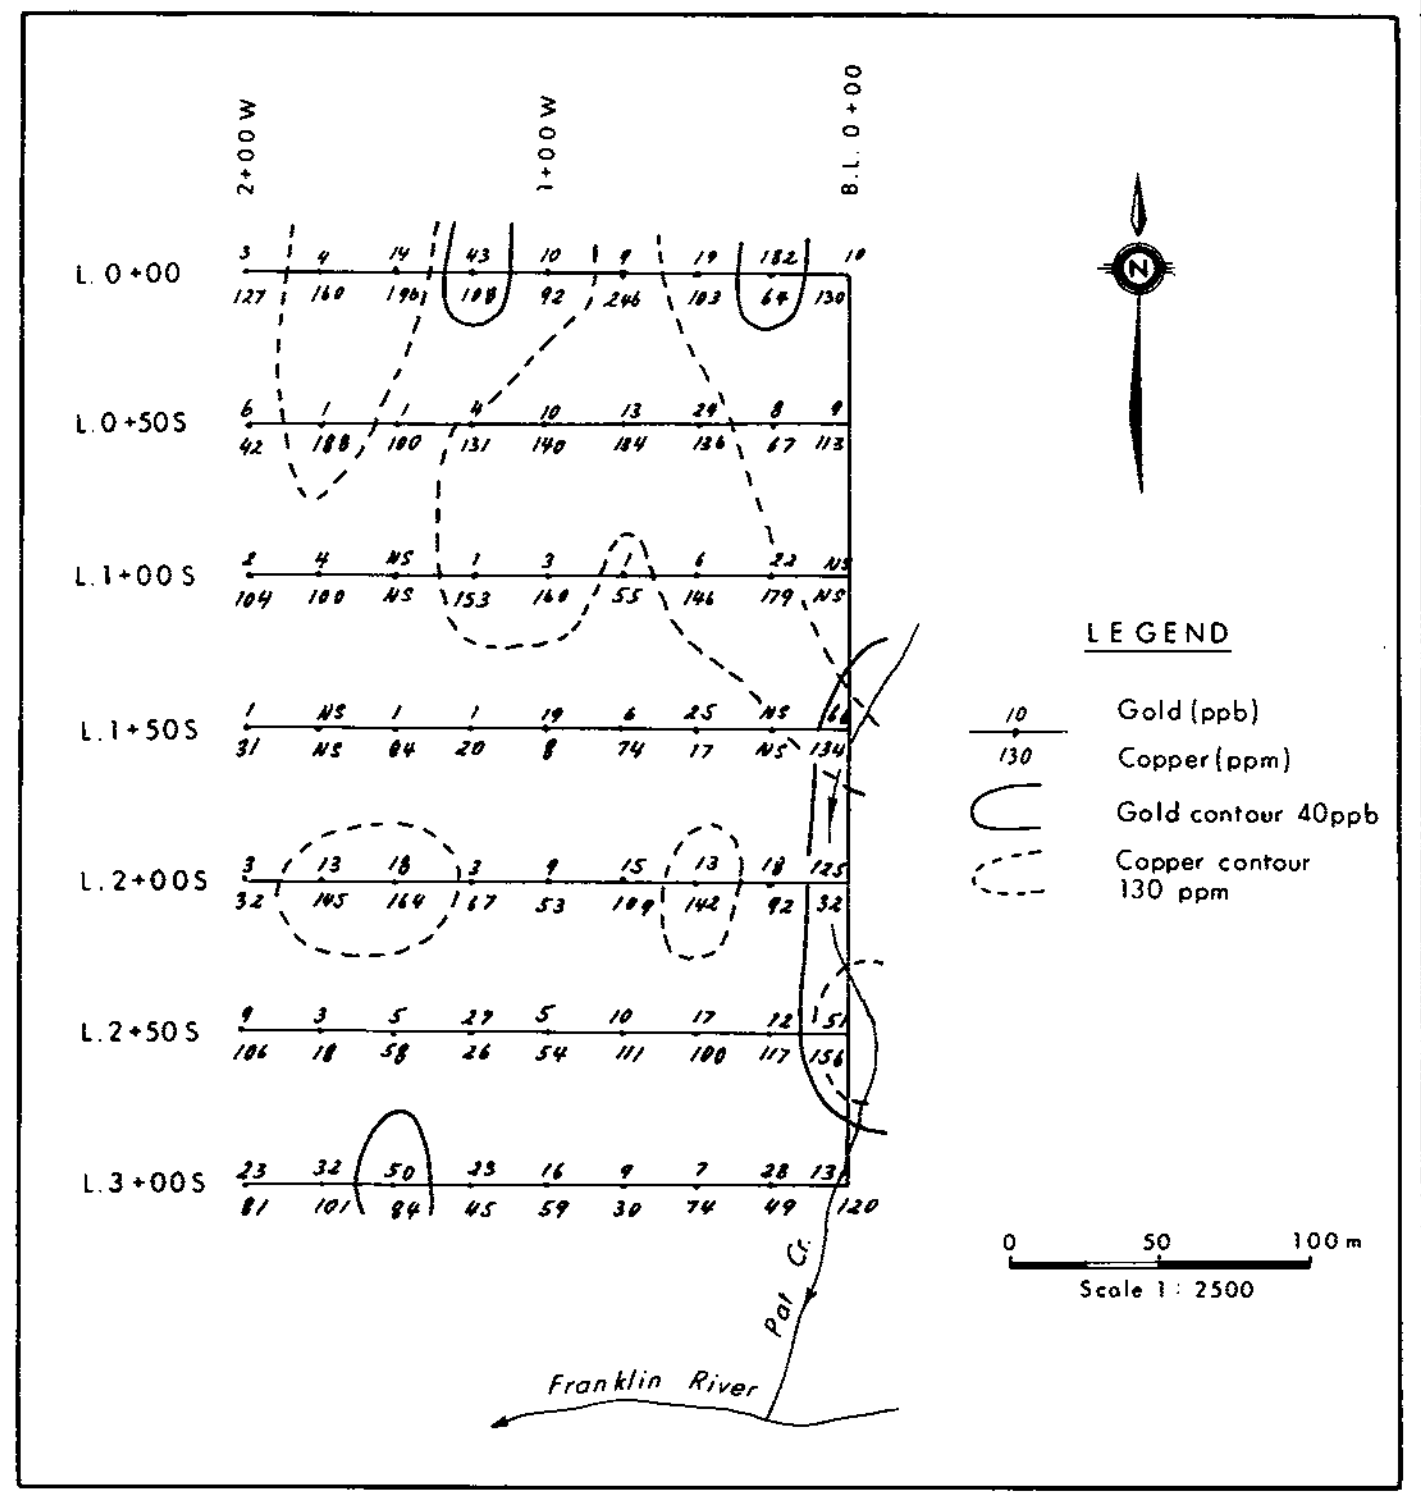 2+00W 1+00W B.L. 0+00
3 4 14 43 10 9 19 182 10
L. 0+00
127 160 196 108 92 246 103 64 130
6 1 1 4 10 13 29 8 9
L.0+50S
42 188 100 131 140 184 136 67 113
2 4 NS 1 3 1 6 22 NS
L.1+00S
104 100 NS 153 160 55 146 179 NS
1 NS 1 1 19 6 25 NS
L.1+50S
31 NS 84 20 8 74 17 NS 134
3 13 18 3 9 15 13 18 125
L.2+00S
32 145 164 67 53 109 142 92 32
9 3 5 27 5 10 17 12 51
L.2+50S
106 18 58 26 54 111 100 117 156
23 32 50 23 16 9 7 28 131
L.3+00S
81 101 84 45 59 30 74 49 120
N
LEGEND
10 Gold (ppb)
130 Copper (ppm)
Gold contour 40ppb
Copper contour
130 ppm
0 50 100 m
Scale 1 : 2500
Pat Cr.
Franklin River